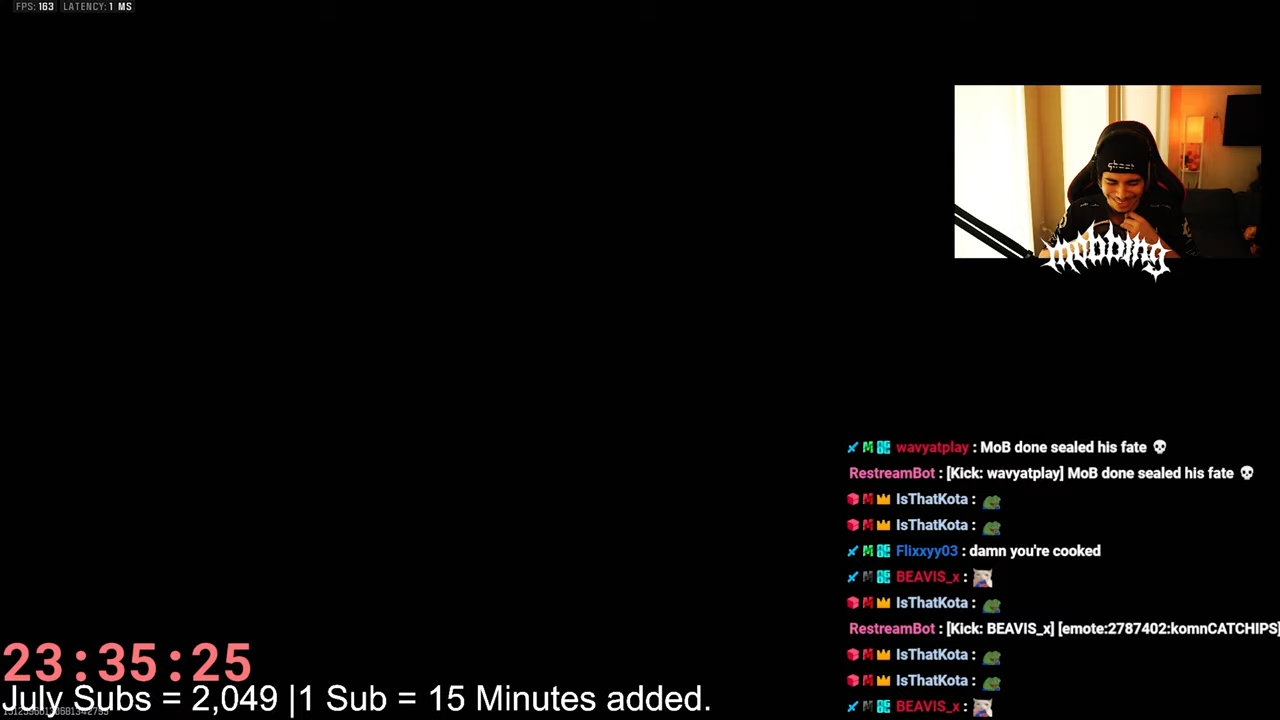 FPS: 163 LATENCY: 1 MS
ghost
mobbing
wavyatplay : MoB done sealed his fate 💀
RestreamBot : [Kick: wavyatplay] MoB done sealed his fate 💀
IsThatKota :
IsThatKota :
Flixxyy03 : damn you're cooked
BEAVIS_x :
IsThatKota :
RestreamBot : [Kick: BEAVIS_x] [emote:2787402:komnCATCHIPS]
IsThatKota :
IsThatKota :
BEAVIS_x :
23:35:25
July Subs = 2,049 |1 Sub = 15 Minutes added.